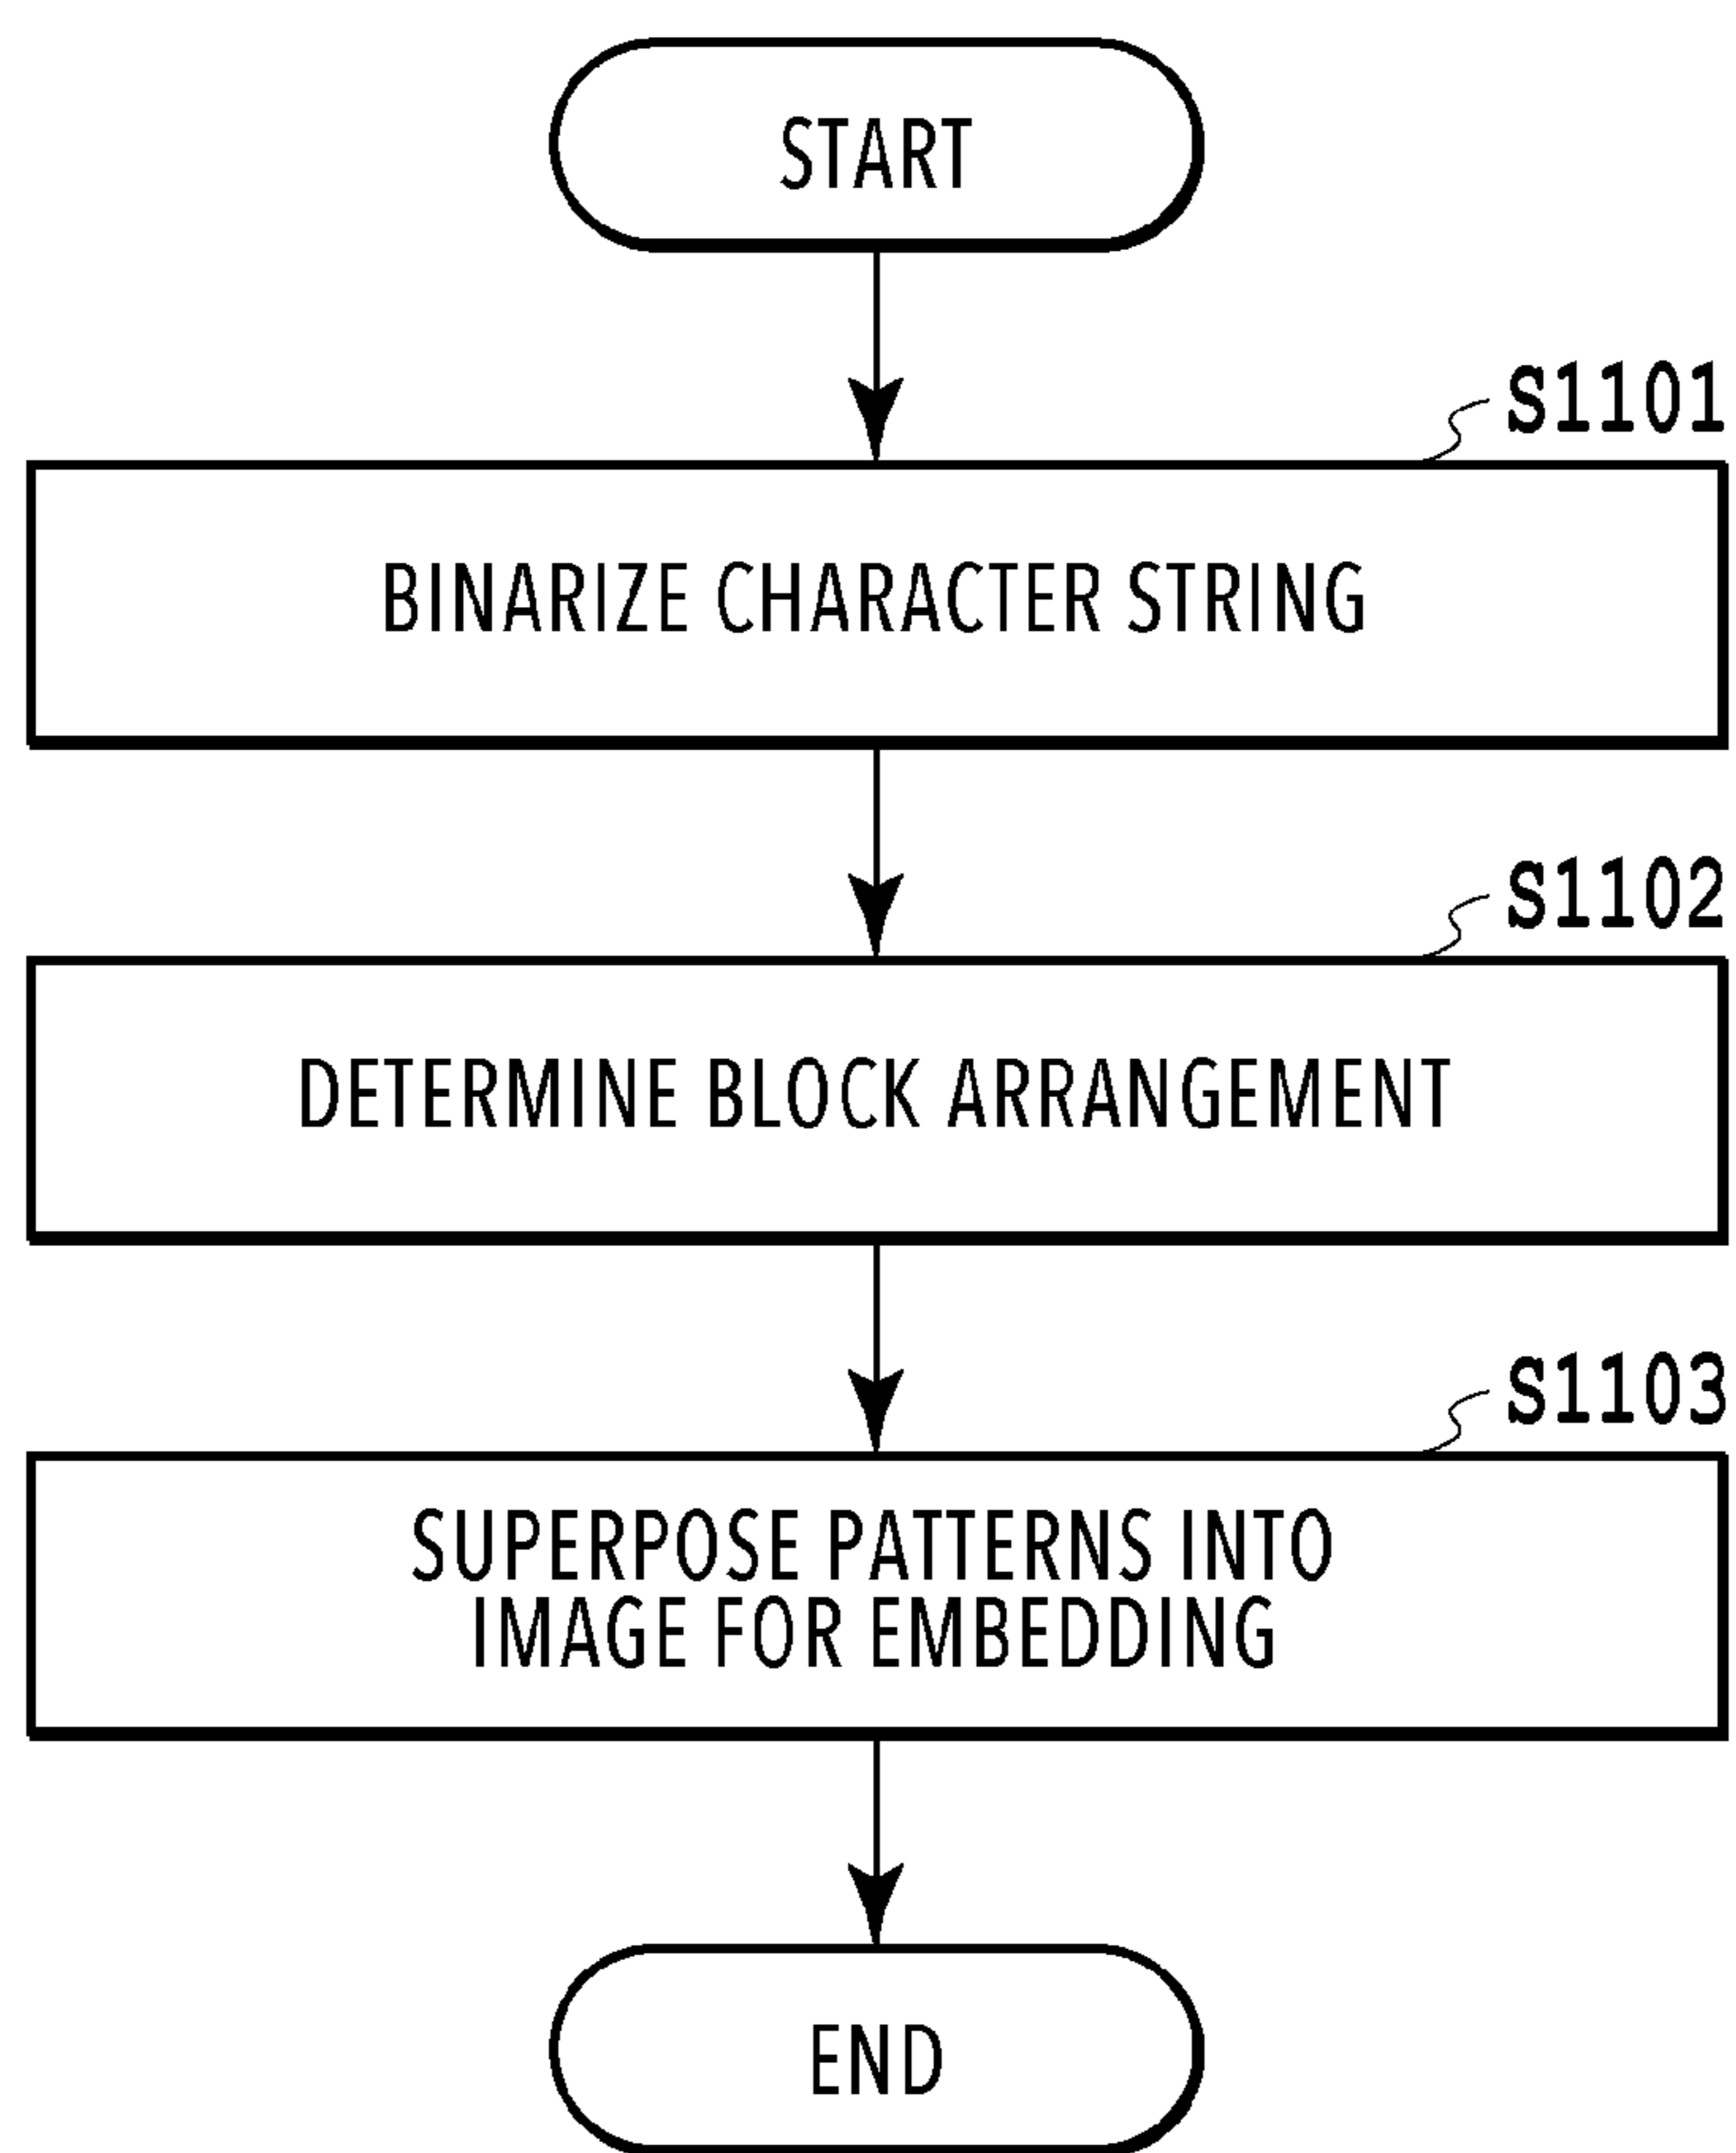 START
S1101
BINARIZE CHARACTER STRING
S1102
DETERMINE BLOCK ARRANGEMENT
S1103
SUPERPOSE PATTERNS INTO
IMAGE FOR EMBEDDING
END